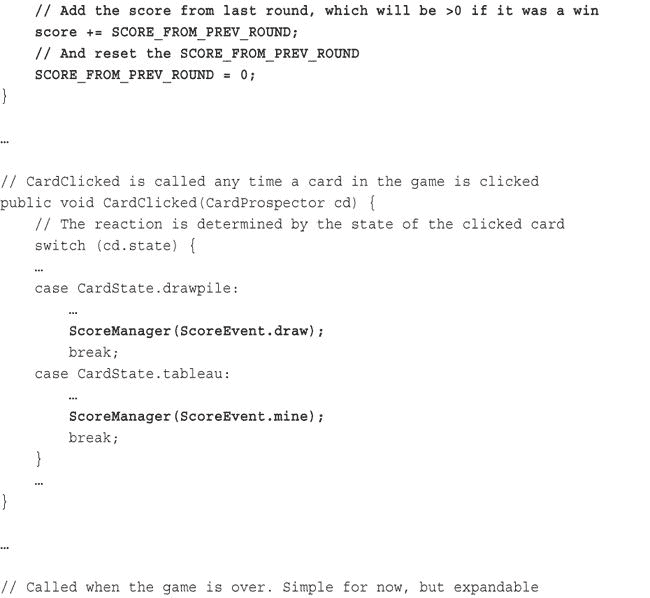 // Add the score from last round, which will be >0 if it was a win
score += SCORE_FROM_PREV_ROUND;
// And reset the SCORE_FROM_PREV_ROUND
SCORE_FROM_PREV_ROUND = 0;
}
…
// CardClicked is called any time a card in the game is clicked
public void CardClicked(CardProspector cd) {
// The reaction is determined by the state of the clicked card
switch (cd.state) {
…
case CardState.drawpile:
…
ScoreManager(ScoreEvent.draw);
break;
case CardState.tableau:
…
ScoreManager(ScoreEvent.mine);
break;
}
…
}
…
// Called when the game is over. Simple for now, but expandable